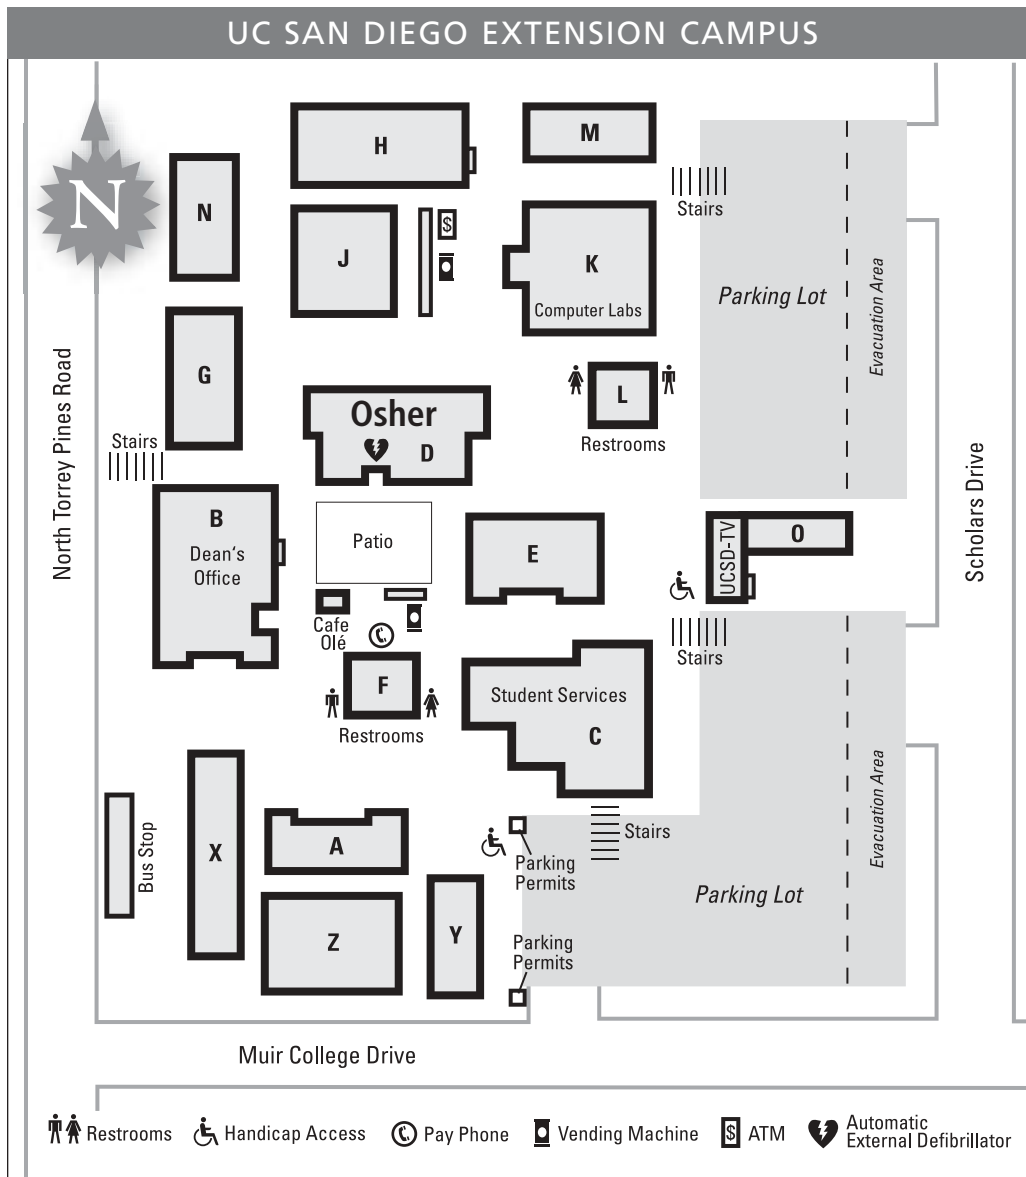 UC SAN DIEGO EXTENSION CAMPUS
H
M
N
N
Stairs
$
J
K
Computer Labs
Parking Lot
Evacuation Area
North Torrey Pines Road
G
Osher
D
L
Restrooms
Stairs
Scholars Drive
B
Dean‘s
Office
Patio
E
UCSD-TV
O
Cafe
Olé
Stairs
F
Restrooms
Student Services
C
Bus Stop
X
A
Stairs
Parking
Permits
Evacuation Area
Parking Lot
Z
Y
Parking
Permits
Muir College Drive
Restrooms
Handicap Access
Pay Phone
Vending Machine
$
ATM
Automatic
External Defibrillator